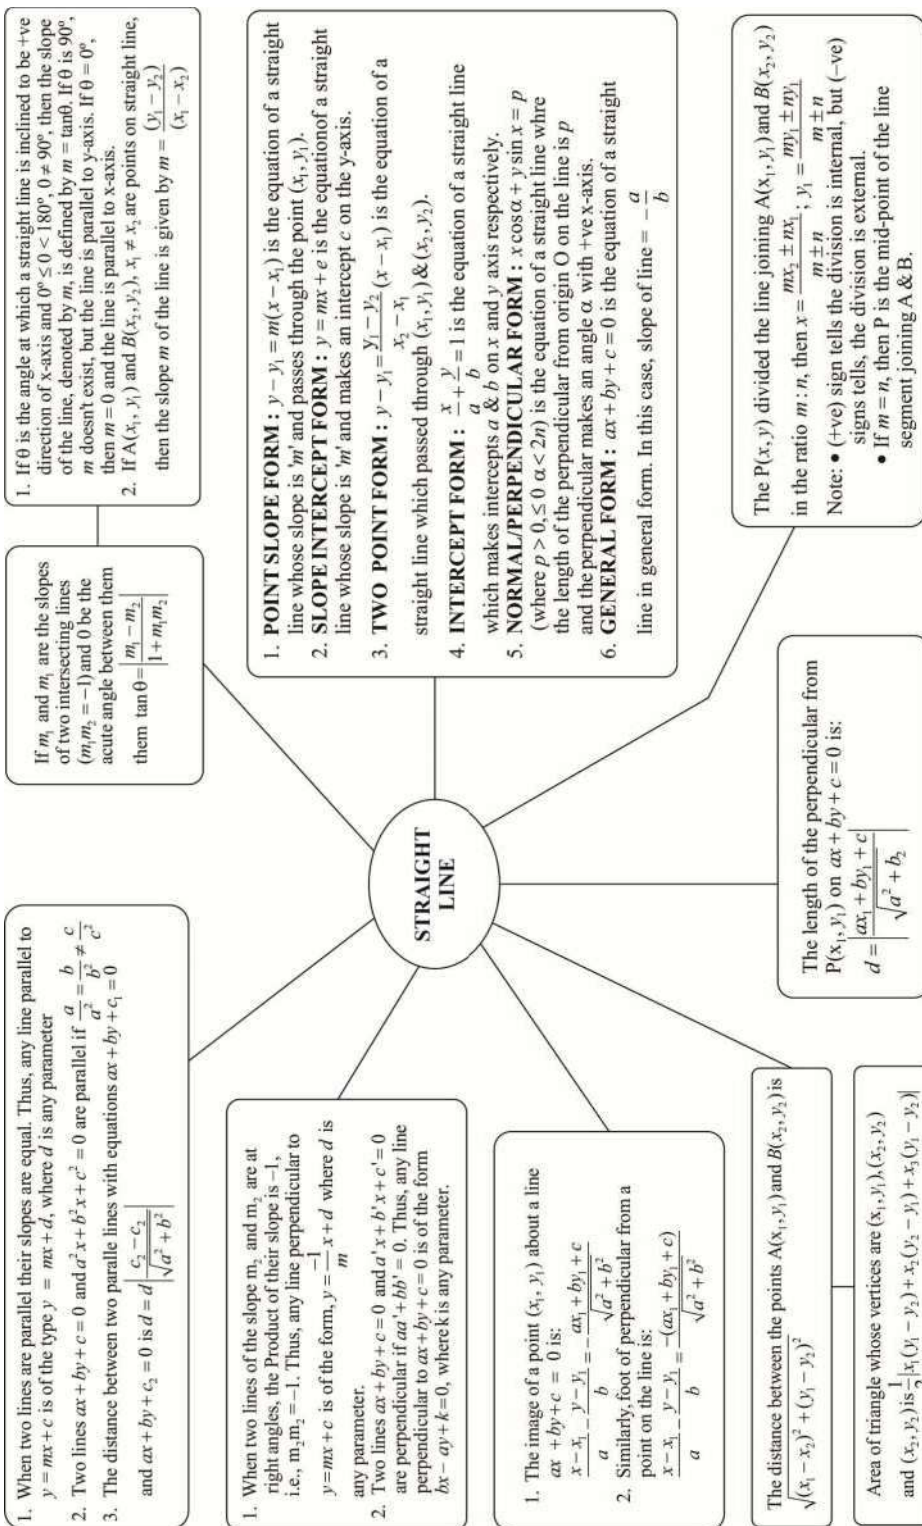 1. When two lines are parallel their slopes are equal. Thus, any line parallel to
y = mx + c is of the type y = mx + d, where d is any parameter
2. Two lines ax + by + c = 0 and a²x + b²x + c² = 0 are parallel if a/a² = b/b² ≠ c/c²
3. The distance between two paralle lines with equations ax + by + c₁ = 0
and ax + by + c₂ = 0 is d = d |(c₂ − c₂)/√(a² + b²)|
If m₁ and m₁ are the slopes
of two intersecting lines
(m₁m₂ = −1) and 0 be the
acute angle between them
them tanθ = |(m₁ − m₂)/(1 + m₁m₂)|
1. If θ is the angle at which a straight line is inclined to be +ve
direction of x-axis and 0° ≤ 0 < 180°, 0 ≠ 90°, then the slope
of the line, denoted by m, is defined by m = tanθ. If θ is 90°,
m doesn't exist, but the line is parallel to y-axis. If θ = 0°,
then m = 0 and the line is parallel to x-axis.
2. If A(x₁, y₁) and B(x₂, y₂), x₁ ≠ x₂ are points on straight line,
then the slope m of the line is given by m = (y₁ − y₂)/(x₁ − x₂)
1. When two lines of the slope m₂ and m₂ are at
right angles, the Product of their slope is −1,
i.e., m₂m₂ = −1. Thus, any line perpendicular to
y = mx + c is of the form, y = −1/m x + d where d is
any parameter.
2. Two lines ax + by + c = 0 and a'x + b'x + c' = 0
are perpendicular if aa' + bb' = 0. Thus, any line
perpendicular to ax + by + c = 0 is of the form
bx − ay + k = 0, where k is any parameter.
STRAIGHT
LINE
1. POINT SLOPE FORM : y − y₁ = m(x − x₁) is the equation of a straight
line whose slope is 'm' and passes through the point (x₁, y₁).
2. SLOPE INTERCEPT FORM : y = mx + e is the equationof a straight
line whose slope is 'm' and makes an intercept c on the y-axis.
3. TWO POINT FORM : y − y₁ = (y₁ − y₂)/(x₂ − x₁) (x − x₁) is the equation of a
straight line which passed through (x₁, y₁) & (x₂, y₂).
4. INTERCEPT FORM : x/a + y/b = 1 is the equation of a straight line
which makes intercepts a & b on x and y axis respectively.
5. NORMAL/PERPENDICULAR FORM : x cos α + y sin x = p
(where p > 0, ≤ 0 α < 2n) is the equation of a straight line whre
the length of the perpendicular from origin O on the line is p
and the perpendicular makes an angle α with +ve x-axis.
6. GENERAL FORM : ax + by + c = 0 is the equation of a straight
line in general form. In this case, slope of line = − a/b
1. The image of a point (x₁, y₁) about a line
ax + by + c = 0 is:
(x − x₁)/a − (y − y₁)/b = − (ax₁ + by₁ + c)/√(a² + b²)
2. Similarly, foot of perpendicular from a
point on the line is:
(x − x₁)/a − (y − y₁)/b = −(ax₁ + by₁ + c)/√(a² + b²)
The distance between the points A(x₁, y₁) and B(x₂, y₂) is
√(x₁ − x₂)² + (y₁ − y₂)²
Area of triangle whose vertices are (x₁, y₁), (x₂, y₂)
and (x₂, y₂) is 1/2 |x₁(y₁ − y₂) + x₂(y₂ − y₁) + x₃(y₁ − y₂)|
The length of the perpendicular from
P(x₁, y₁) on ax + by + c = 0 is:
d = |(ax₁ + by₁ + c)/√(a² + b₂)|
The P(x, y) divided the line joining A(x₁, y₁) and B(x₂, y₂)
in the ratio m : n, then x = (mx₂ ± nx₁)/(m ± n) ; y₁ = (my₁ ± ny₁)/(m ± n)
Note: • (+ve) sign tells the division is internal, but (−ve)
signs tells, the division is external.
• If m = n, then P is the mid-point of the line
segment joining A & B.